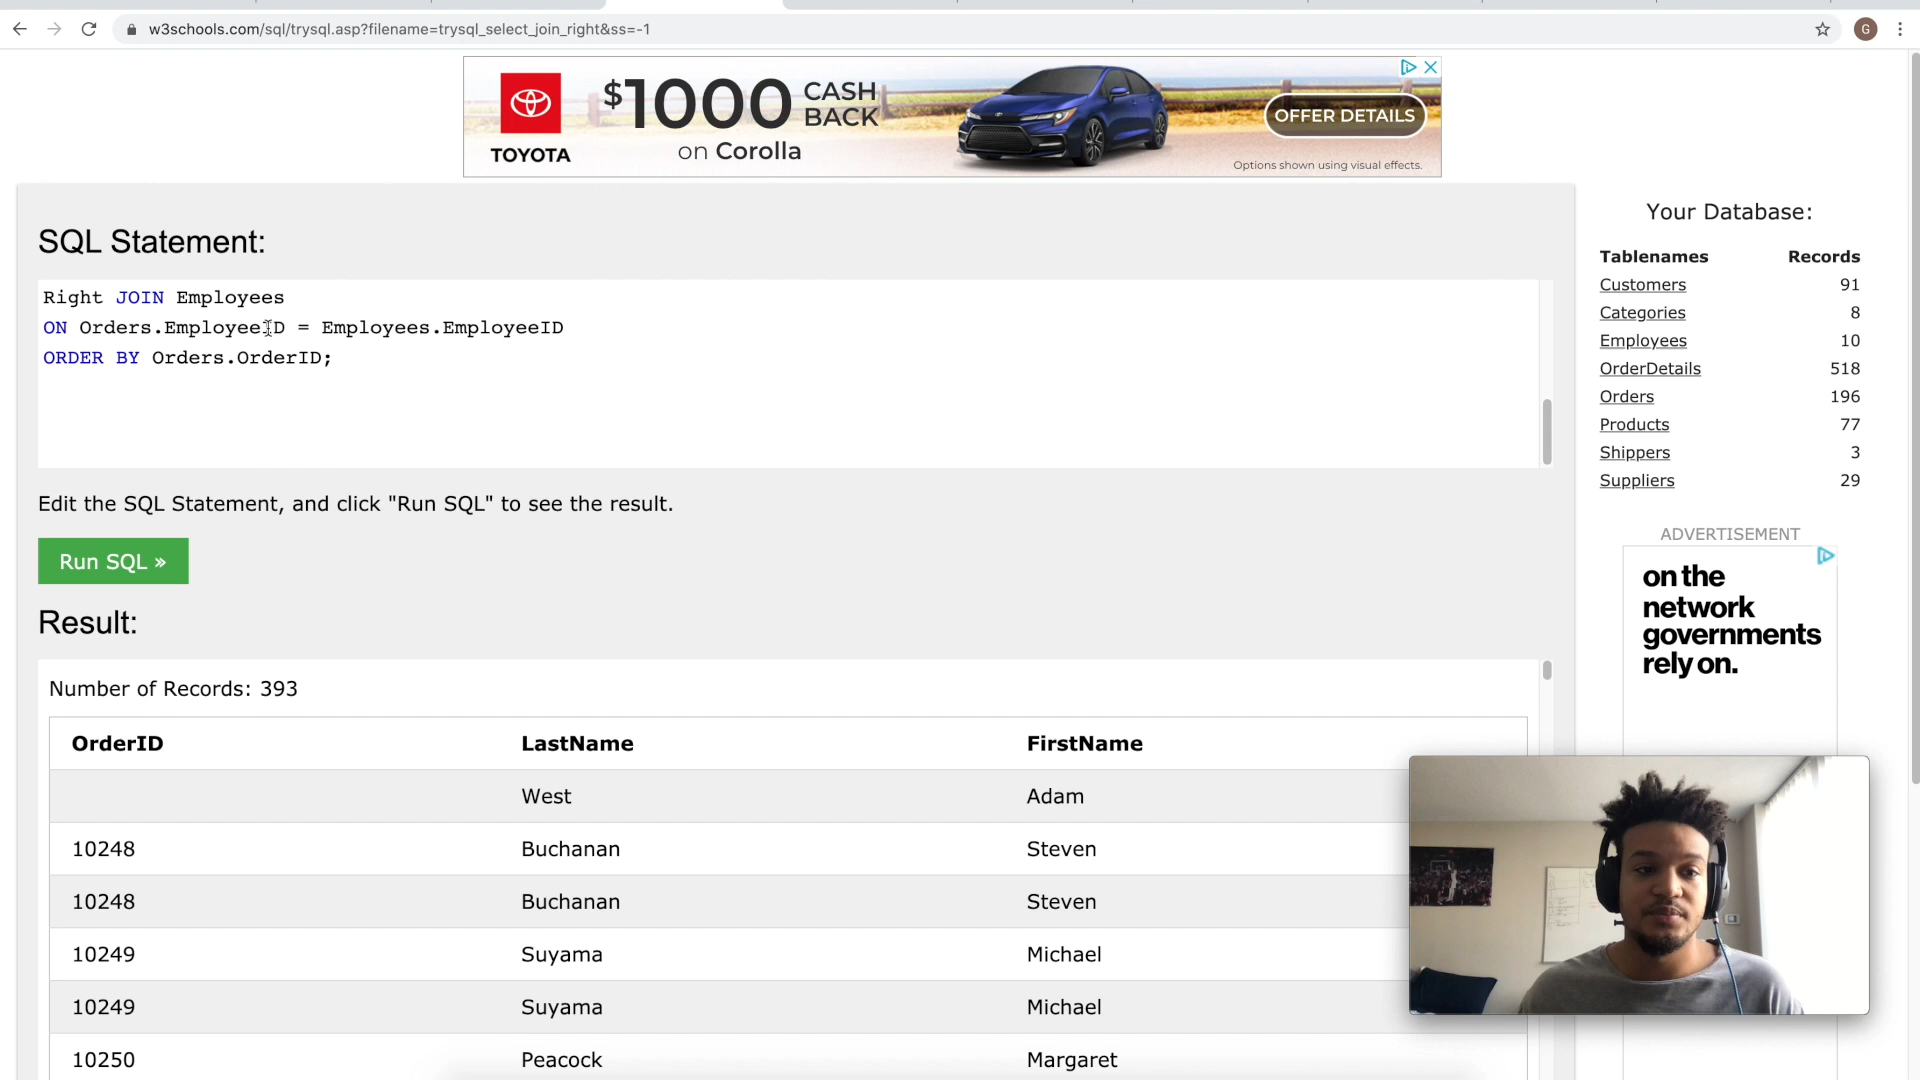 w3schools.com/sql/trysql.asp?filename=trysql_select_join_right&ss=-1
G
TOYOTA
$1000 CASH BACK
on Corolla
OFFER DETAILS
Options shown using visual effects.
SQL Statement:
Right JOIN Employees
ON Orders.EmployeeID = Employees.EmployeeID
ORDER BY Orders.OrderID;
Edit the SQL Statement, and click "Run SQL" to see the result.
Run SQL »
Result:
Number of Records: 393
OrderID LastName FirstName
West Adam
10248 Buchanan Steven
10248 Buchanan Steven
10249 Suyama Michael
10249 Suyama Michael
10250 Peacock Margaret
Your Database:
Tablenames Records
Customers 91
Categories 8
Employees 10
OrderDetails 518
Orders 196
Products 77
Shippers 3
Suppliers 29
ADVERTISEMENT
on the
network
governments
rely on.